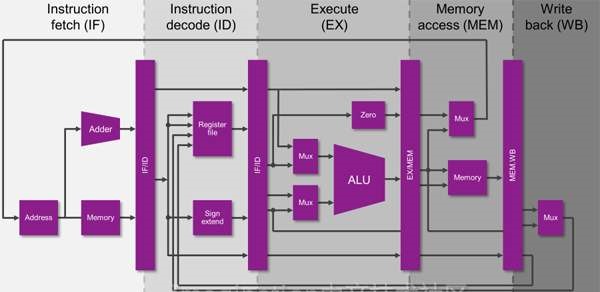 Instruction
fetch (IF)
Instruction
decode (ID)
Execute
(EX)
Memory
access (MEM)
Write
back (WB)
Adder
Address
Memory
IF/ID
Register
file
Sign
extend
IF/ID
Mux
Mux
Zero
ALU
EX/MEM
Mux
Memory
MEM.WB
Mux